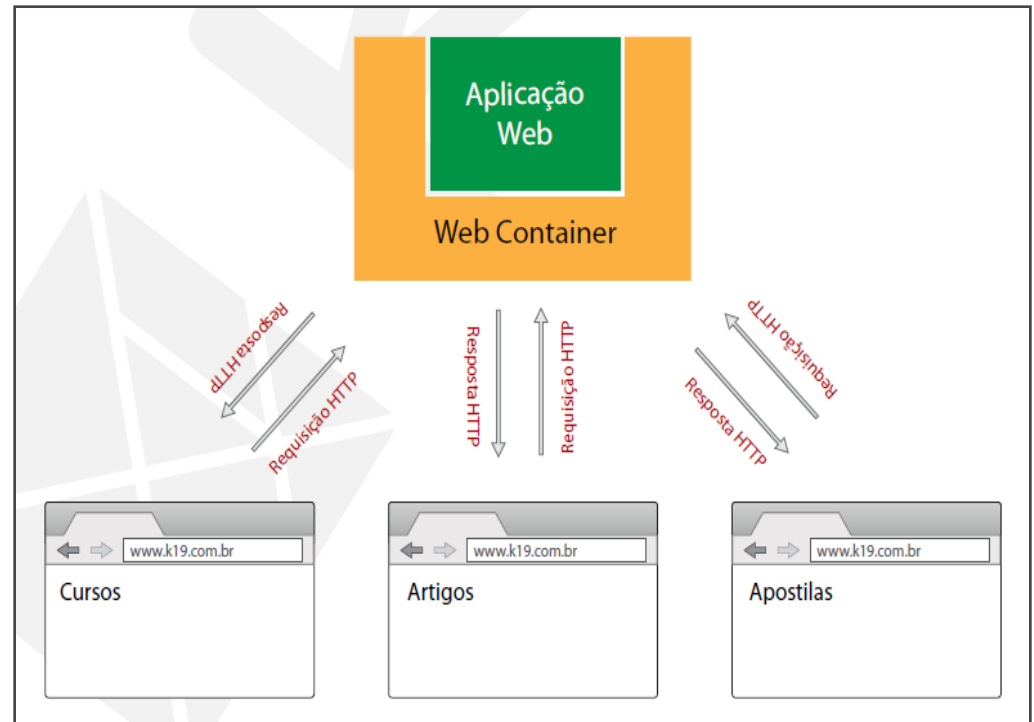 Aplicação
Web
Web Container
Resposta HTTP
Requisição HTTP
Resposta HTTP
Requisição HTTP
Resposta HTTP
Requisição HTTP
www.k19.com.br
Cursos
www.k19.com.br
Artigos
www.k19.com.br
Apostilas